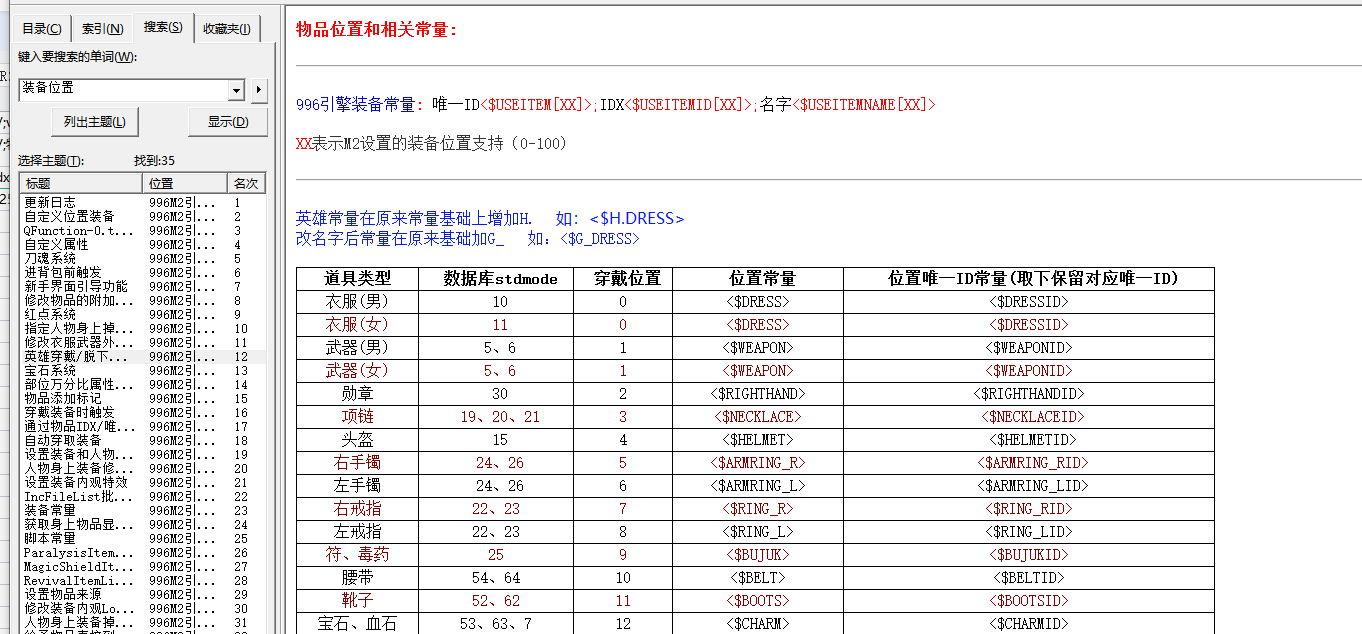 目录(C) 索引(N) 搜索(S) 收藏夹(I)
键入要搜索的单词(W):
装备位置
列出主题(L) 显示(D)
选择主题(T): 找到:35
标题 位置 名次
更新日志 996M2引... 1
自定义位置装备 996M2引... 2
QFunction-0.t... 996M2引... 3
自定义属性 996M2引... 4
刀魂系统 996M2引... 5
进背包前触发 996M2引... 6
新手界面引导功能 996M2引... 7
修改物品的附加... 996M2引... 8
红点系统 996M2引... 9
指定人物身上掉... 996M2引... 10
修改衣服武器外... 996M2引... 11
英雄穿戴/脱下... 996M2引... 12
宝石系统 996M2引... 13
部位万分比属性... 996M2引... 14
物品添加标记 996M2引... 15
穿戴装备时触发 996M2引... 16
通过物品IDX/唯... 996M2引... 17
自动穿取装备 996M2引... 18
设置装备和人物... 996M2引... 19
人物身上装备修... 996M2引... 20
设置装备内观特效 996M2引... 21
IncFileList批... 996M2引... 22
装备常量 996M2引... 23
获取身上物品显... 996M2引... 24
脚本常量 996M2引... 25
ParalysisItem... 996M2引... 26
MagicShieldIt... 996M2引... 27
RevivalItemLi... 996M2引... 28
设置物品来源 996M2引... 29
修改装备内观Lo... 996M2引... 30
人物身上装备掉... 996M2引... 31
物品位置和相关常量：
996引擎装备常量：唯一ID<$USEITEM[XX]>;IDX<$USEITEMID[XX]>;名字<$USEITEMNAME[XX]>
XX表示M2设置的装备位置支持（0-100）
英雄常量在原来常量基础上增加H. 如：<$H.DRESS>
改名字后常量在原来基础加G_ 如：<$G_DRESS>
道具类型 数据库stdmode 穿戴位置 位置常量 位置唯一ID常量(取下保留对应唯一ID)
衣服(男) 10 0 <$DRESS> <$DRESSID>
衣服(女) 11 0 <$DRESS> <$DRESSID>
武器(男) 5、6 1 <$WEAPON> <$WEAPONID>
武器(女) 5、6 1 <$WEAPON> <$WEAPONID>
勋章 30 2 <$RIGHTHAND> <$RIGHTHANDID>
项链 19、20、21 3 <$NECKLACE> <$NECKLACEID>
头盔 15 4 <$HELMET> <$HELMETID>
右手镯 24、26 5 <$ARMRING_R> <$ARMRING_RID>
左手镯 24、26 6 <$ARMRING_L> <$ARMRING_LID>
右戒指 22、23 7 <$RING_R> <$RING_RID>
左戒指 22、23 8 <$RING_L> <$RING_LID>
符、毒药 25 9 <$BUJUK> <$BUJUKID>
腰带 54、64 10 <$BELT> <$BELTID>
靴子 52、62 11 <$BOOTS> <$BOOTSID>
宝石、血石 53、63、7 12 <$CHARM> <$CHARMID>